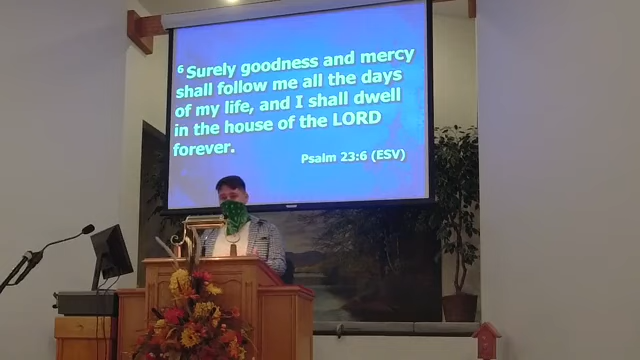 6 Surely goodness and mercy
shall follow me all the days
of my life, and I shall dwell
in the house of the LORD
forever.
Psalm 23:6 (ESV)